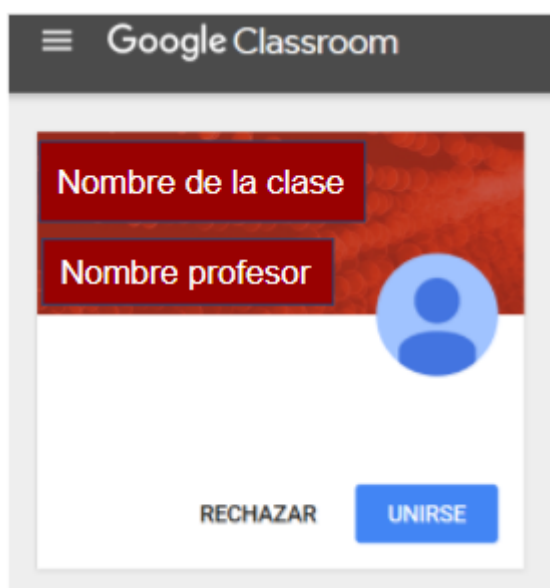 Google Classroom
Nombre de la clase
Nombre profesor
RECHAZAR UNIRSE